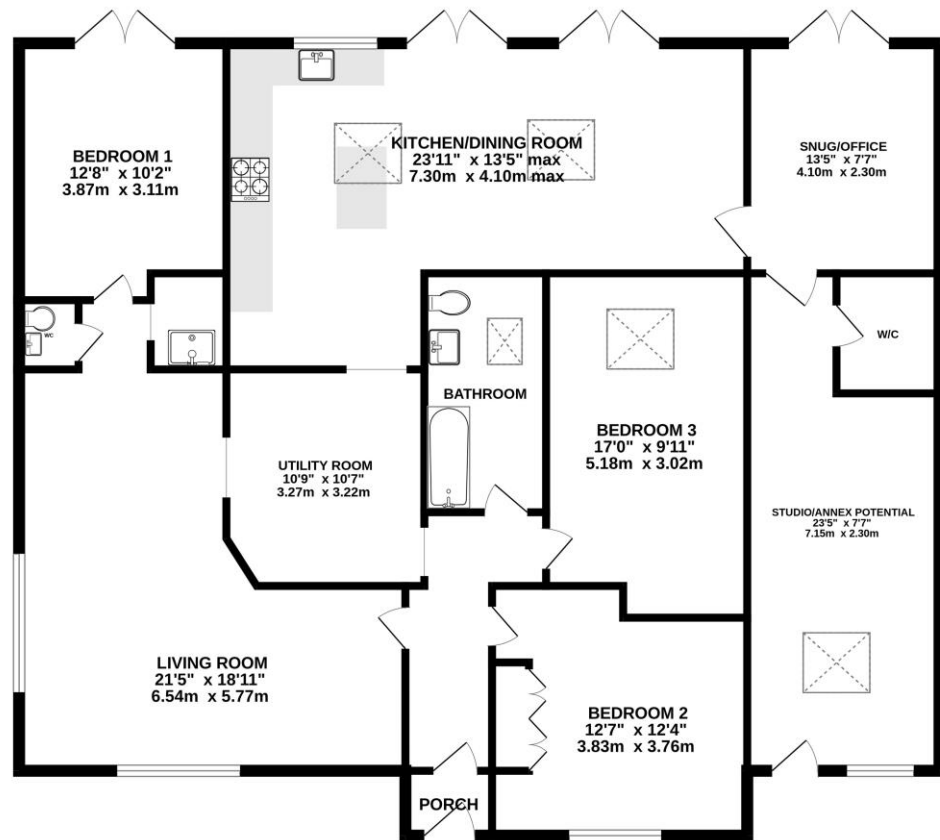 BEDROOM 1
12'8" x 10'2"
3.87m x 3.11m
KITCHEN/DINING ROOM
23'11" x 13'5" max
7.30m x 4.10m max
SNUG/OFFICE
13'5" x 7'7"
4.10m x 2.30m
WC
W/C
BATHROOM
UTILITY ROOM
10'9" x 10'7"
3.27m x 3.22m
BEDROOM 3
17'0" x 9'11"
5.18m x 3.02m
STUDIO/ANNEX POTENTIAL
23'5" x 7'7"
7.15m x 2.30m
LIVING ROOM
21'5" x 18'11"
6.54m x 5.77m
BEDROOM 2
12'7" x 12'4"
3.83m x 3.76m
PORCH